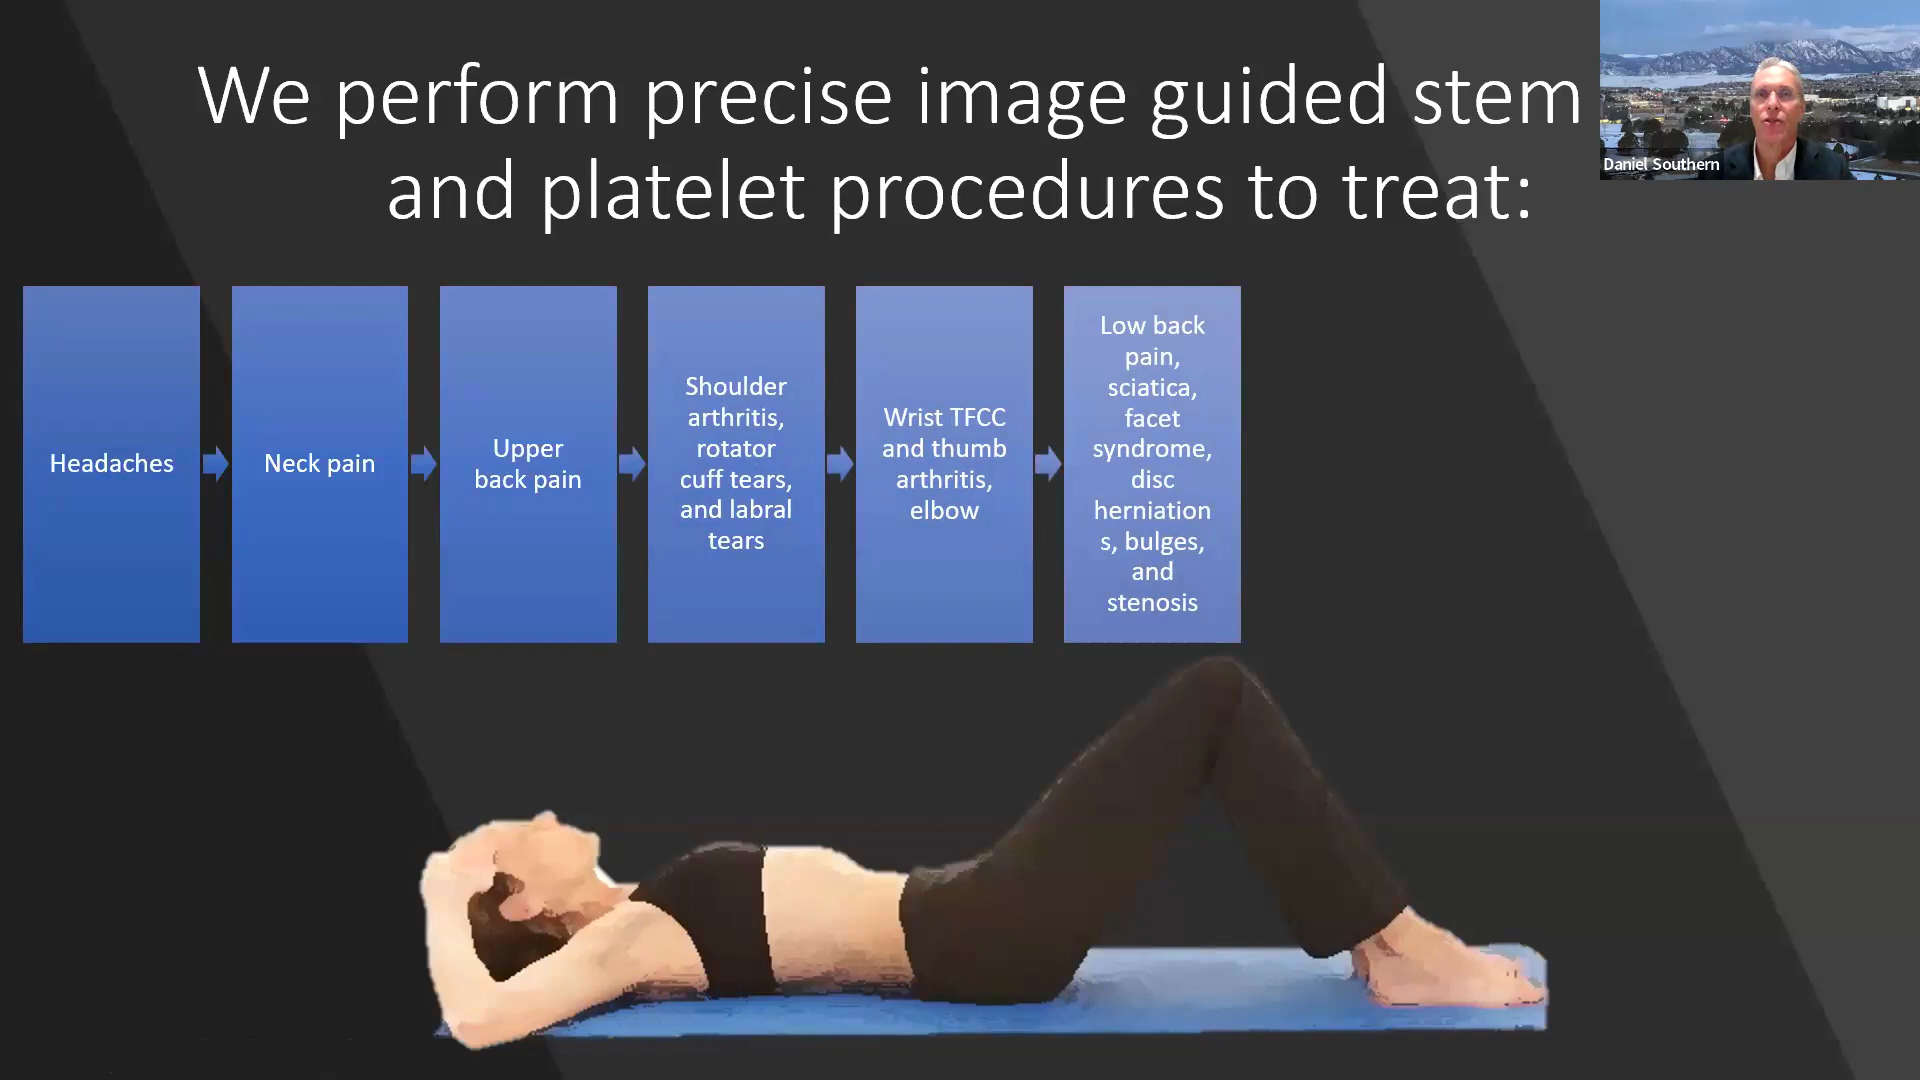 We perform precise image guided stem
and platelet procedures to treat:
Daniel Southern
Headaches
Neck pain
Upper
back pain
Shoulder
arthritis,
rotator
cuff tears,
and labral
tears
Wrist TFCC
and thumb
arthritis,
elbow
Low back
pain,
sciatica,
facet
syndrome,
disc
herniation
s, bulges,
and
stenosis